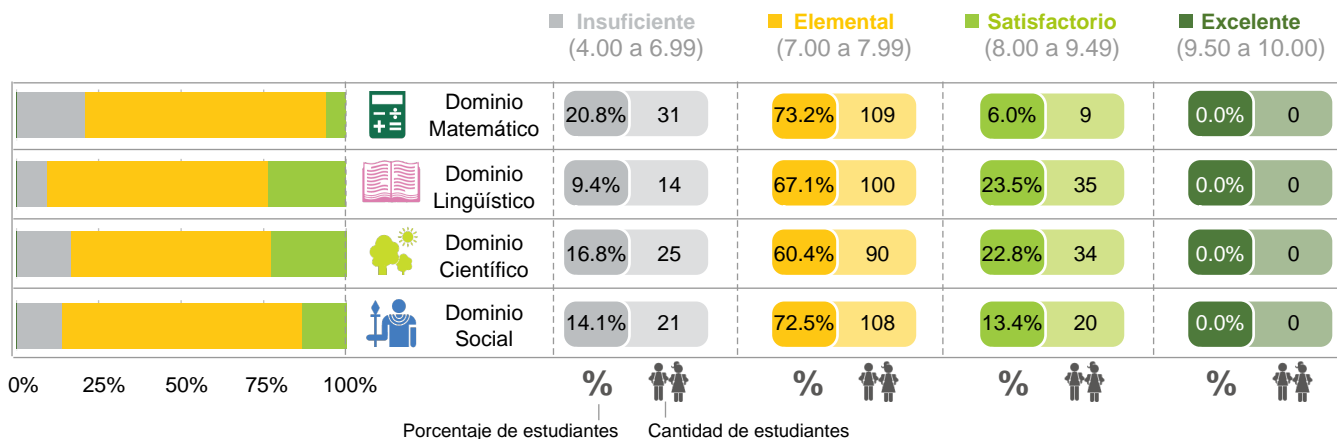 Insuficiente Elemental Satisfactorio Excelente
(4.00 a 6.99) (7.00 a 7.99) (8.00 a 9.49) (9.50 a 10.00)
Dominio
Matemático
20.8% 31 73.2% 109 6.0% 9 0.0% 0
Dominio
Lingüístico
9.4% 14 67.1% 100 23.5% 35 0.0% 0
Dominio
Científico
16.8% 25 60.4% 90 22.8% 34 0.0% 0
Dominio
Social
14.1% 21 72.5% 108 13.4% 20 0.0% 0
0% 25% 50% 75% 100% % % % %
Porcentaje de estudiantes Cantidad de estudiantes